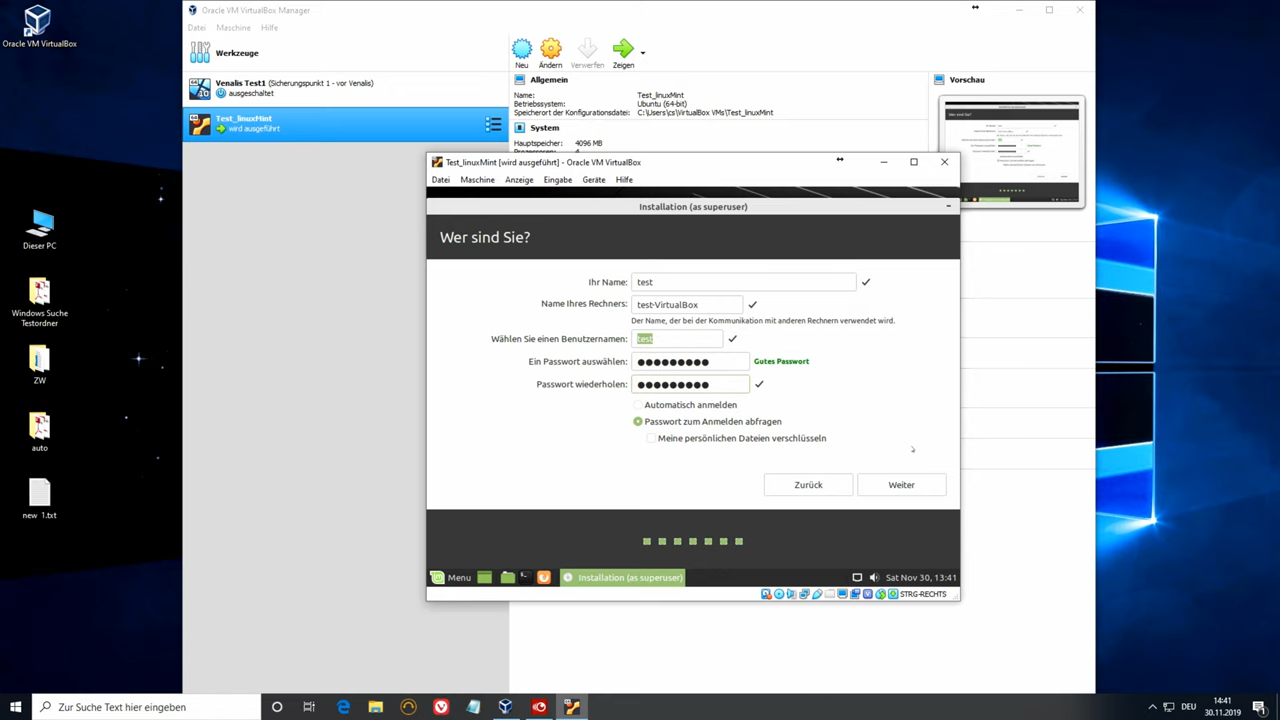 Oracle VM VirtualBox Manager
Datei Maschine Hilfe
Werkzeuge
Neu Ändern Verwerfen Zeigen
Venalis Test1 (Sicherungspunkt 1 - vor Venalis)
ausgeschaltet
Test_linuxMint
wird ausgeführt
Allgemein
Name: Test_linuxMint
Betriebssystem: Ubuntu (64-bit)
Speicherort der Konfigurationsdatei: C:\Users\cs\VirtualBox VMs\Test_linuxMint
System
Hauptspeicher: 4096 MB
Vorschau
Wer sind Sie?
Test_linuxMint [wird ausgeführt] - Oracle VM VirtualBox
Datei Maschine Anzeige Eingabe Geräte Hilfe
Installation (as superuser)
Wer sind Sie?
Ihr Name: test
Name Ihres Rechners: test-VirtualBox
Der Name, der bei der Kommunikation mit anderen Rechnern verwendet wird.
Wählen Sie einen Benutzernamen: test
Ein Passwort auswählen: ●●●●●●●●● Gutes Passwort
Passwort wiederholen: ●●●●●●●●●
Automatisch anmelden
Passwort zum Anmelden abfragen
Meine persönlichen Dateien verschlüsseln
Zurück Weiter
Menu Installation (as superuser) Sat Nov 30, 13:41
STRG-RECHTS
Oracle VM VirtualBox
Dieser PC
Windows Suche
Testordner
ZW
auto
new 1.txt
Zur Suche Text hier eingeben
DEU
14:41
30.11.2019